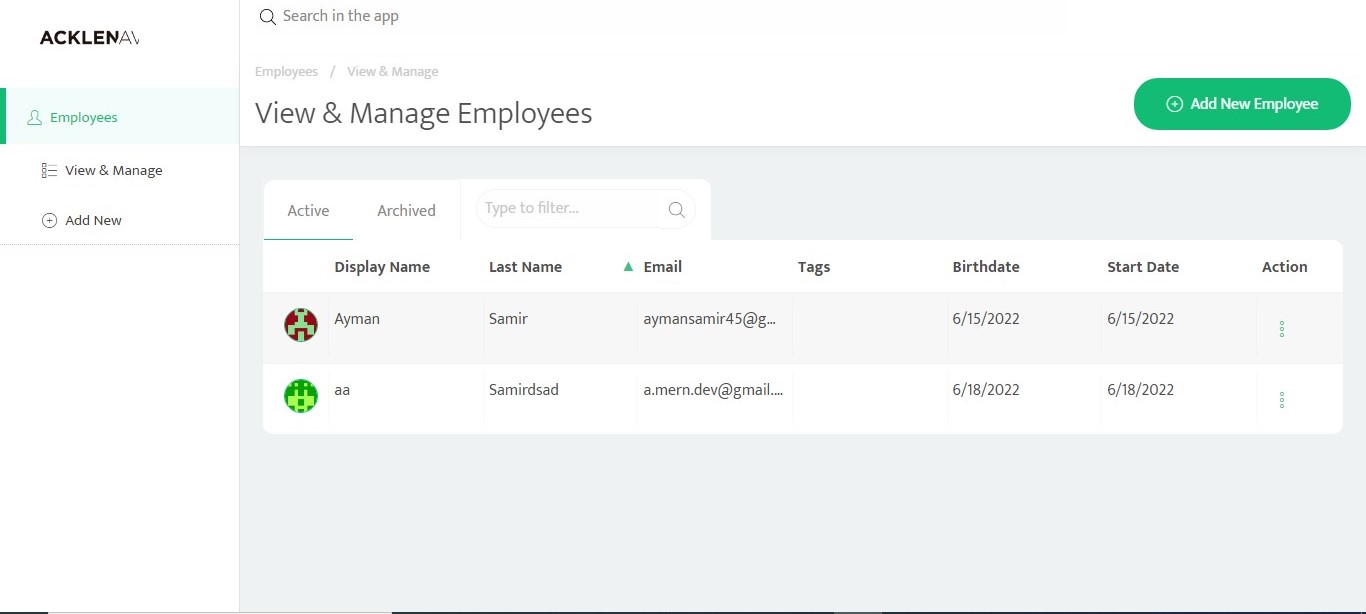 ACKLENAV
Search in the app
Employees / View & Manage
View & Manage Employees
Add New Employee
Employees
View & Manage
Add New
Active Archived Type to filter...
Display Name Last Name Email Tags Birthdate Start Date Action
Ayman Samir aymansamir45@g... 6/15/2022 6/15/2022
aa Samirdsad a.mern.dev@gmail.... 6/18/2022 6/18/2022